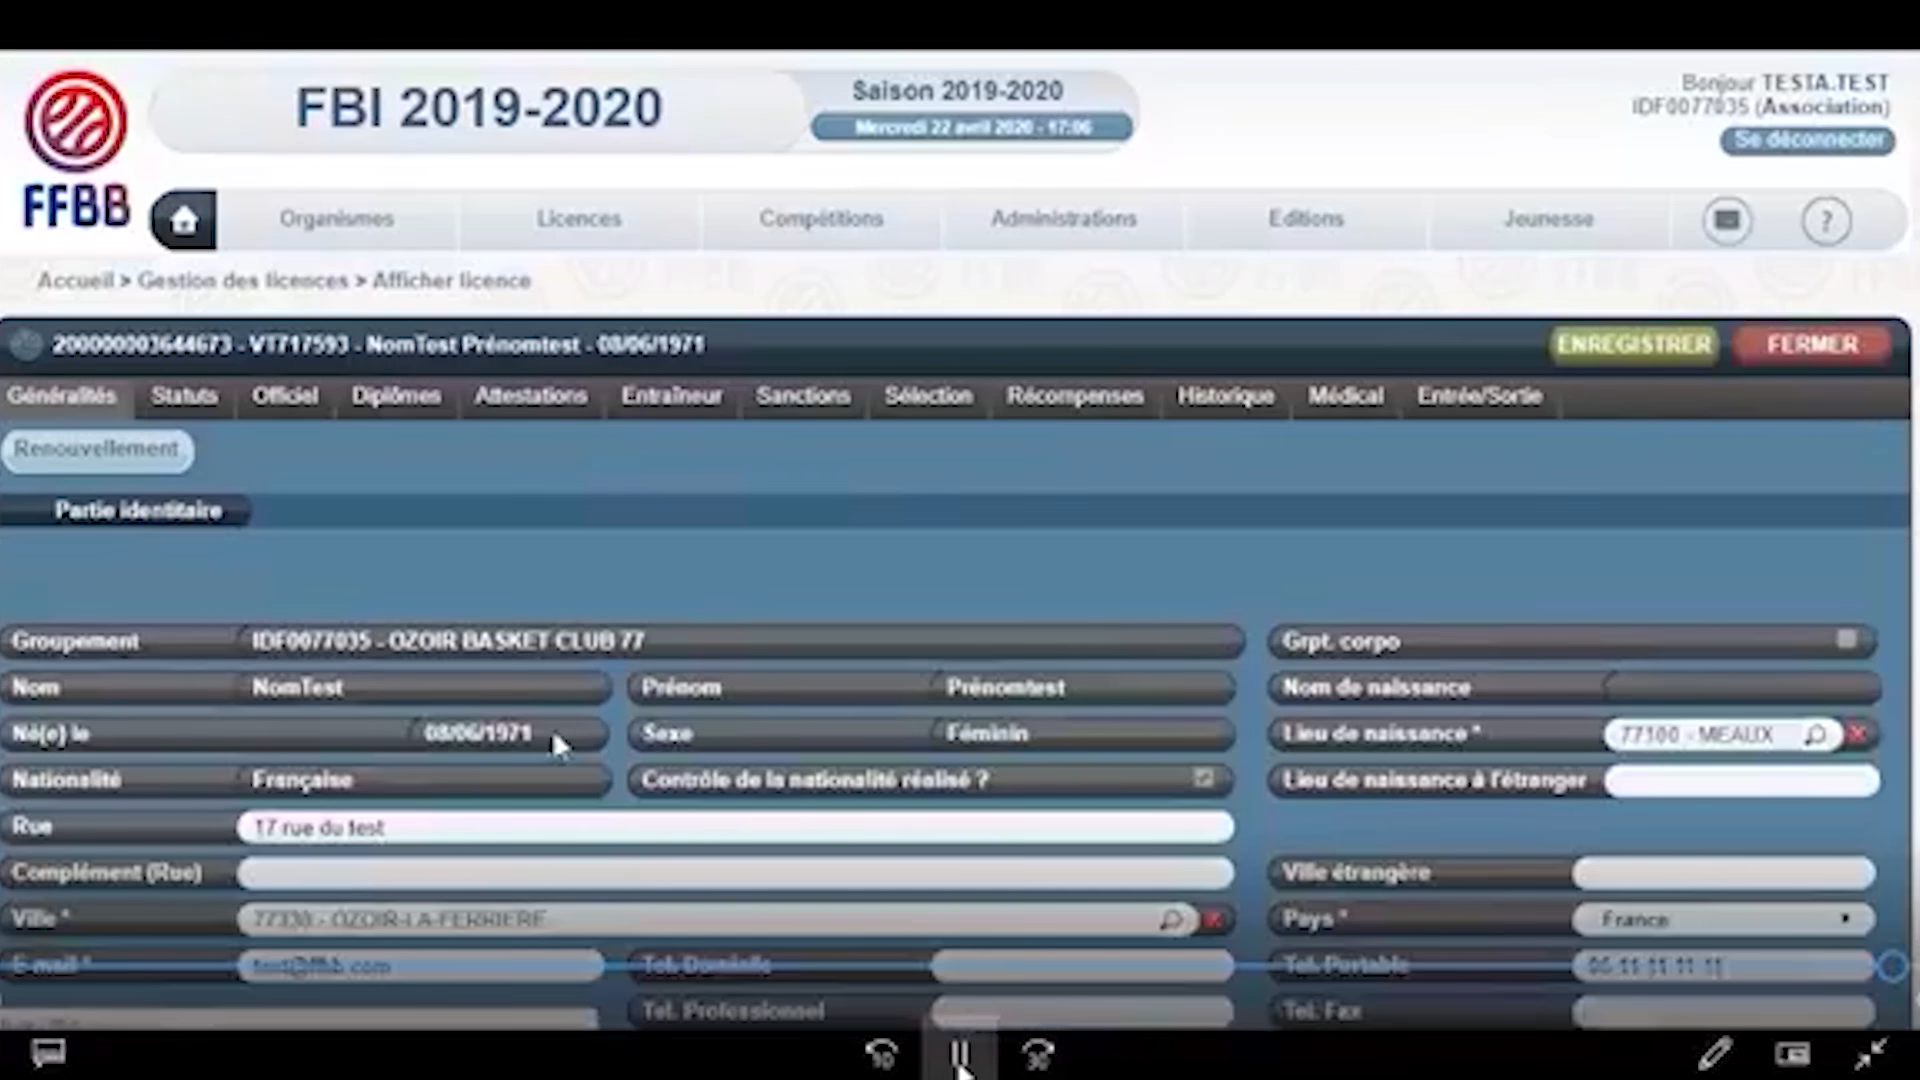 FBI 2019-2020
Saison 2019-2020
Mercredi 22 avril 2020 - 17:06
Bonjour TESTA.TEST
IDF0077035 (Association)
Se déconnecter
FFBB
Organismes
Licences
Compétitions
Administrations
Editions
Jeunesse
?
Accueil > Gestion des licences > Afficher licence
200000003644673 - VT717593 - NomTest Prénomtest - 08/06/1971
ENREGISTRER
FERMER
Généralités
Statuts
Officiel
Diplômes
Attestations
Entraîneur
Sanctions
Sélection
Récompenses
Historique
Médical
Entrée/Sortie
Renouvellement
Partie identitaire
Groupement IDF0077035 - OZOIR BASKET CLUB 77
Grpt. corpo
Nom NomTest
Prénom Prénomtest
Nom de naissance
Né(e) le 08/06/1971
Sexe Féminin
Lieu de naissance * 77100 - MEAUX
Nationalité Française
Contrôle de la nationalité réalisé ?
Lieu de naissance à l'étranger
Rue 17 rue du test
Complément (Rue)
Ville étrangère
Ville * 77330 - OZOIR-LA-FERRIERE
Pays * France
E-mail * test@ffbb.com
Tel. Domicile
Tel. Portable 06 11 11 11 11
Tel. Professionnel
Tel. Fax
10
30